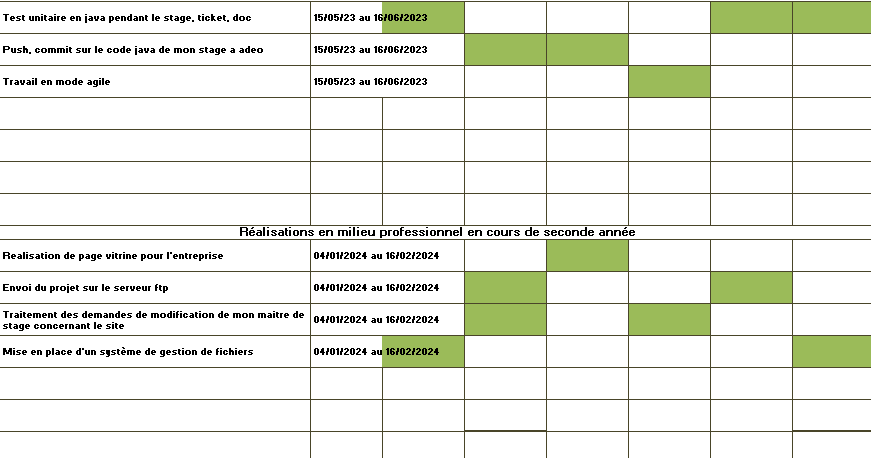 Test unitaire en java pendant le stage, ticket, doc 15/05/23 au 16/06/2023
Push, commit sur le code java de mon stage a adeo 15/05/23 au 16/06/2023
Travail en mode agile 15/05/23 au 16/06/2023
Réalisations en milieu professionnel en cours de seconde année
Realisation de page vitrine pour l'entreprise 04/01/2024 au 16/02/2024
Envoi du projet sur le serveur ftp 04/01/2024 au 16/02/2024
Traitement des demandes de modification de mon maitre de
stage concernant le site 04/01/2024 au 16/02/2024
Mise en place d'un système de gestion de fichiers 04/01/2024 au 16/02/2024